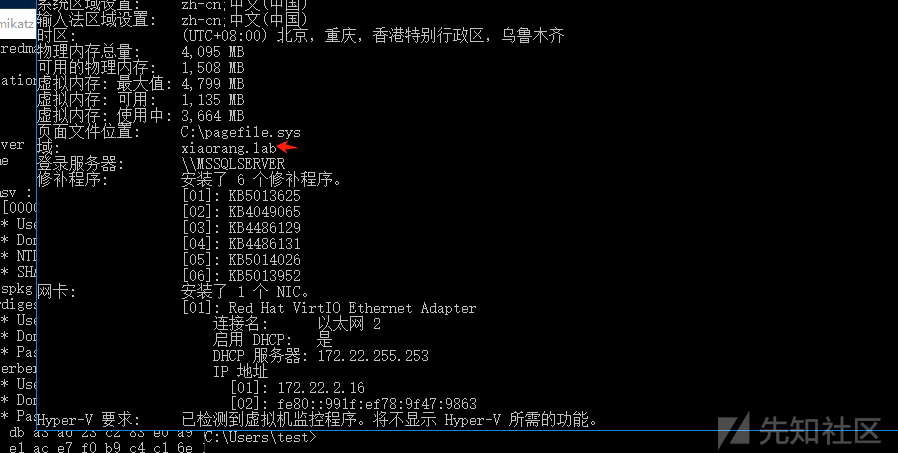 系统区域设置: zh-cn;中文(中国)
输入法区域设置: zh-cn;中文(中国)
时区: (UTC+08:00) 北京，重庆，香港特别行政区，乌鲁木齐
物理内存总量: 4,095 MB
可用的物理内存: 1,508 MB
虚拟内存: 最大值: 4,799 MB
虚拟内存: 可用: 1,135 MB
虚拟内存: 使用中: 3,664 MB
页面文件位置: C:\pagefile.sys
域: xiaorang.lab
登录服务器: \\MSSQLSERVER
修补程序: 安装了 6 个修补程序。
[01]: KB5013625
[02]: KB4049065
[03]: KB4486129
[04]: KB4486131
[05]: KB5014026
[06]: KB5013952
网卡: 安装了 1 个 NIC。
[01]: Red Hat VirtIO Ethernet Adapter
连接名: 以太网 2
启用 DHCP: 是
DHCP 服务器: 172.22.255.253
IP 地址
[01]: 172.22.2.16
[02]: fe80::991f:ef78:9f47:9863
Hyper-V 要求: 已检测到虚拟机监控程序。将不显示 Hyper-V 所需的功能。
C:\Users\test>
mikatz
redma
ation
ver
me
asv :
[0000
* Use
* Dom
* NTL
* SHA
spkg
rdiges
* Use
* Dom
* Pas
erber
* Use
* Dom
* Pas
db a3 ad 23 c2 83 e0 a9
e1 ac e7 f0 b9 c4 c1 6e
先知社区